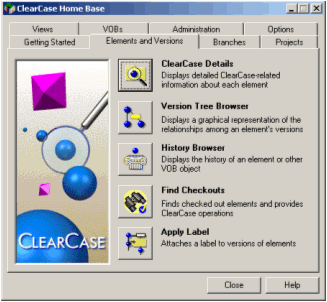 ClearCase Home Base
Views VOBs Administration Options
Getting Started Elements and Versions Branches Projects
ClearCase Details
Displays detailed ClearCase-related
information about each element
Version Tree Browser
Displays a graphical representation of the
relationships among an element's versions
History Browser
Displays the history of an element or other
VOB object
Find Checkouts
Finds checked out elements and provides
ClearCase operations
Apply Label
Attaches a label to versions of elements
CLEARCASE
Close Help